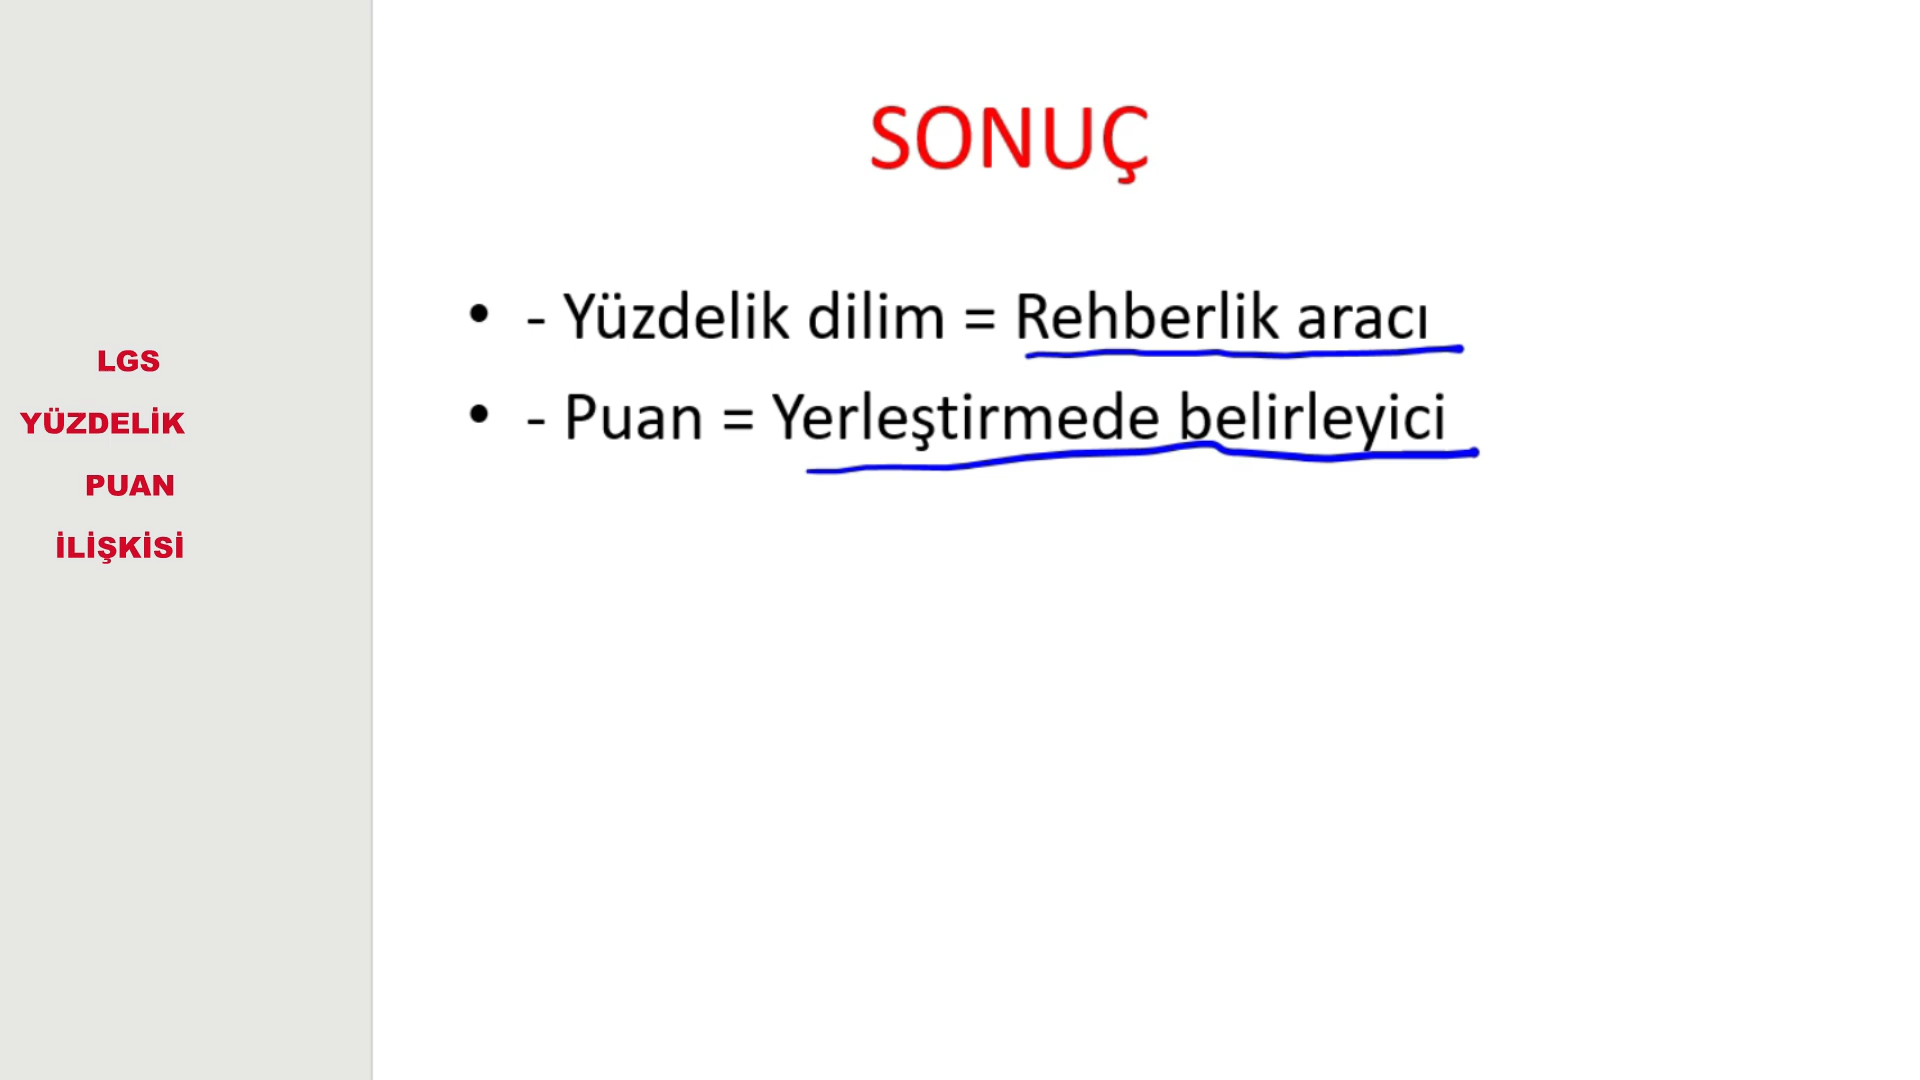 LGS
YÜZDELİK
PUAN
İLİŞKİSİ
SONUÇ
• - Yüzdelik dilim = Rehberlik aracı
• - Puan = Yerleştirmede belirleyici